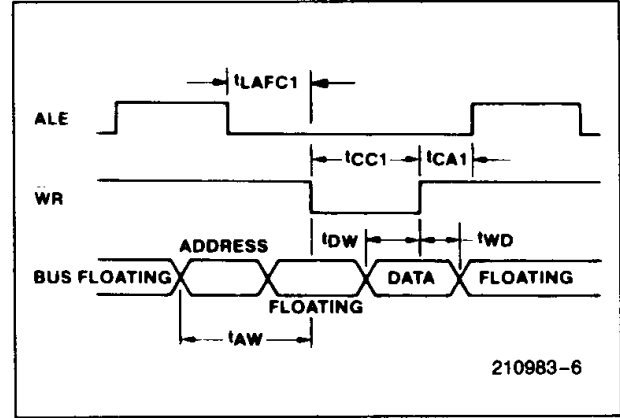 tLAFC1
ALE
tCC1
tCA1
WR
tDW
tWD
ADDRESS
BUS FLOATING
DATA
FLOATING
FLOATING
tAW
210983-6